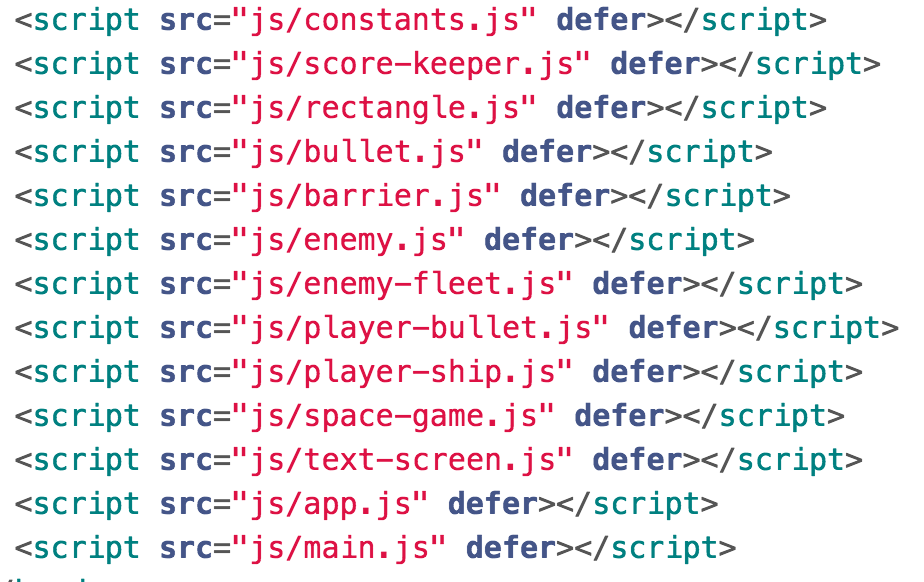 <script src="js/constants.js" defer></script>
<script src="js/score-keeper.js" defer></script>
<script src="js/rectangle.js" defer></script>
<script src="js/bullet.js" defer></script>
<script src="js/barrier.js" defer></script>
<script src="js/enemy.js" defer></script>
<script src="js/enemy-fleet.js" defer></script>
<script src="js/player-bullet.js" defer></script>
<script src="js/player-ship.js" defer></script>
<script src="js/space-game.js" defer></script>
<script src="js/text-screen.js" defer></script>
<script src="js/app.js" defer></script>
<script src="js/main.js" defer></script>